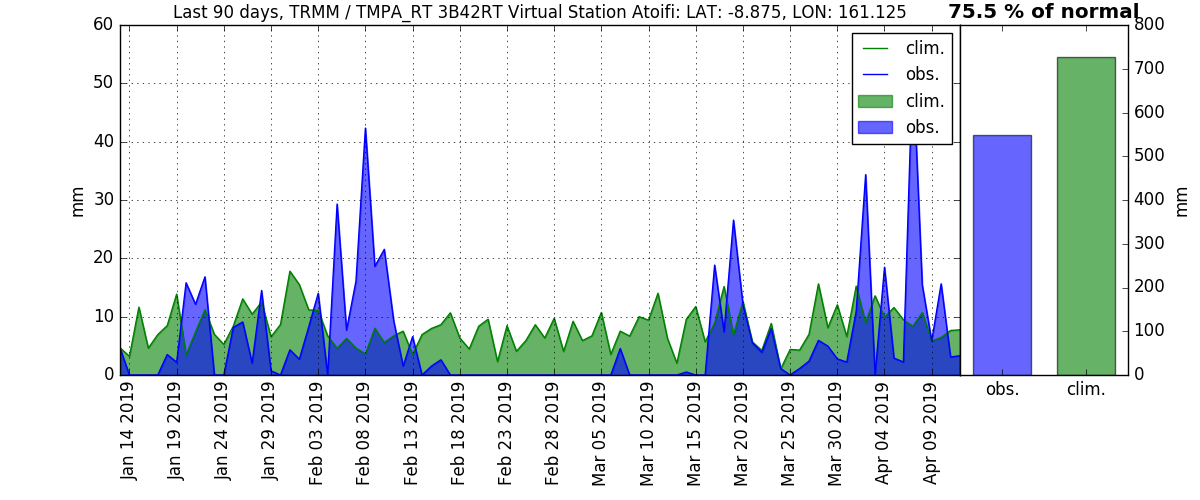 Last 90 days, TRMM / TMPA_RT 3B42RT Virtual Station Atoifi: LAT: -8.875, LON: 161.125
75.5 % of normal
60
50
40
30
20
10
0
mm
clim.
obs.
clim.
obs.
800
700
600
500
400
300
200
100
0
mm
obs.
clim.
Jan 14 2019
Jan 19 2019
Jan 24 2019
Jan 29 2019
Feb 03 2019
Feb 08 2019
Feb 13 2019
Feb 18 2019
Feb 23 2019
Feb 28 2019
Mar 05 2019
Mar 10 2019
Mar 15 2019
Mar 20 2019
Mar 25 2019
Mar 30 2019
Apr 04 2019
Apr 09 2019